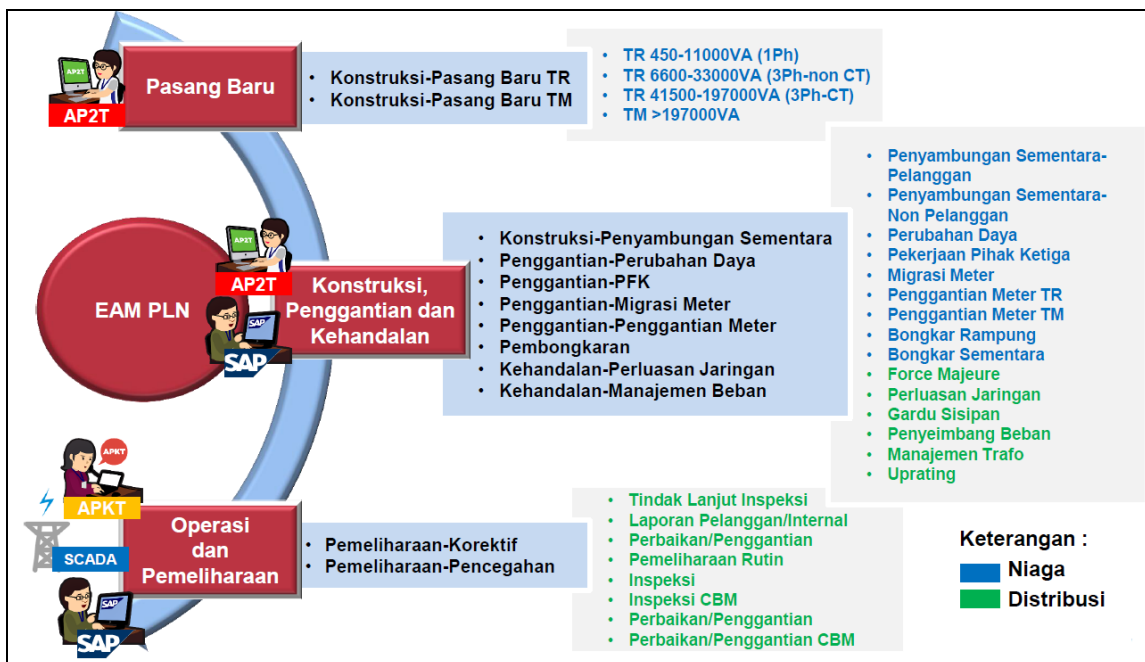 AP2T
Pasang Baru
AP2T
• Konstruksi-Pasang Baru TR
• Konstruksi-Pasang Baru TM
• TR 450-11000VA (1Ph)
• TR 6600-33000VA (3Ph-non CT)
• TR 41500-197000VA (3Ph-CT)
• TM >197000VA
EAM PLN
AP2T
AP2T
SAP
SAP
Konstruksi,
Penggantian dan
Kehandalan
• Konstruksi-Penyambungan Sementara
• Penggantian-Perubahan Daya
• Penggantian-PFK
• Penggantian-Migrasi Meter
• Penggantian-Penggantian Meter
• Pembongkaran
• Kehandalan-Perluasan Jaringan
• Kehandalan-Manajemen Beban
• Penyambungan Sementara-
Pelanggan
• Penyambungan Sementara-
Non Pelanggan
• Perubahan Daya
• Pekerjaan Pihak Ketiga
• Migrasi Meter
• Penggantian Meter TR
• Penggantian Meter TM
• Bongkar Rampung
• Bongkar Sementara
• Force Majeure
• Perluasan Jaringan
• Gardu Sisipan
• Penyeimbang Beban
• Manajemen Trafo
• Uprating
APKT
APKT
SCADA
SAP
SAP
Operasi
dan
Pemeliharaan
• Pemeliharaan-Korektif
• Pemeliharaan-Pencegahan
• Tindak Lanjut Inspeksi
• Laporan Pelanggan/Internal
• Perbaikan/Penggantian
• Pemeliharaan Rutin
• Inspeksi
• Inspeksi CBM
• Perbaikan/Penggantian
• Perbaikan/Penggantian CBM
Keterangan :
Niaga
Distribusi